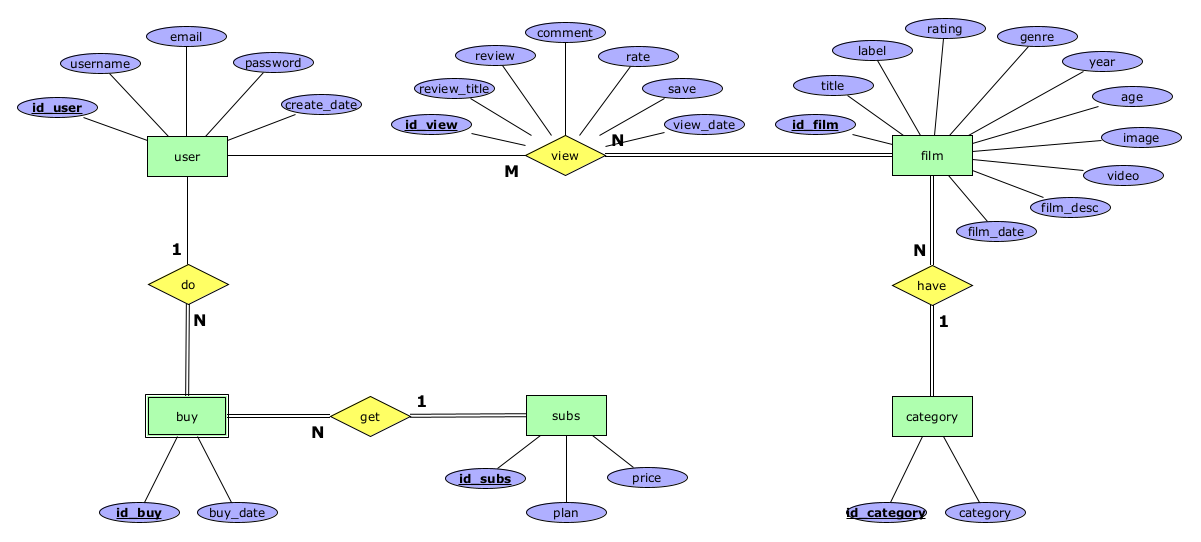 email
username
password
id_user
create_date
user
comment
review
rate
review_title
save
id_view
view_date
view
M
N
rating
genre
label
year
title
age
id_film
image
film
video
film_desc
film_date
1
do
N
N
have
1
buy
N
get
1
subs
category
id_buy
buy_date
id_subs
plan
price
id_category
category